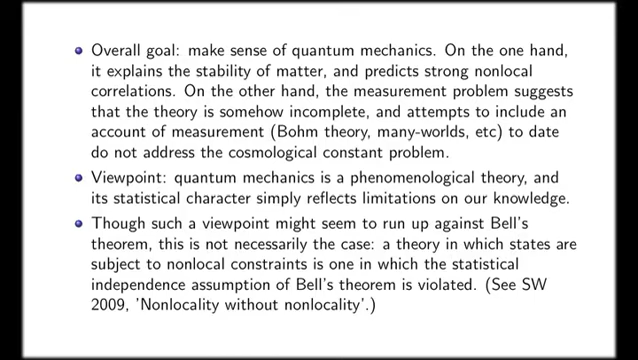 Overall goal: make sense of quantum mechanics. On the one hand,
it explains the stability of matter, and predicts strong nonlocal
correlations. On the other hand, the measurement problem suggests
that the theory is somehow incomplete, and attempts to include an
account of measurement (Bohm theory, many-worlds, etc) to date
do not address the cosmological constant problem.
Viewpoint: quantum mechanics is a phenomenological theory, and
its statistical character simply reflects limitations on our knowledge.
Though such a viewpoint might seem to run up against Bell's
theorem, this is not necessarily the case: a theory in which states are
subject to nonlocal constraints is one in which the statistical
independence assumption of Bell's theorem is violated. (See SW
2009, 'Nonlocality without nonlocality'.)